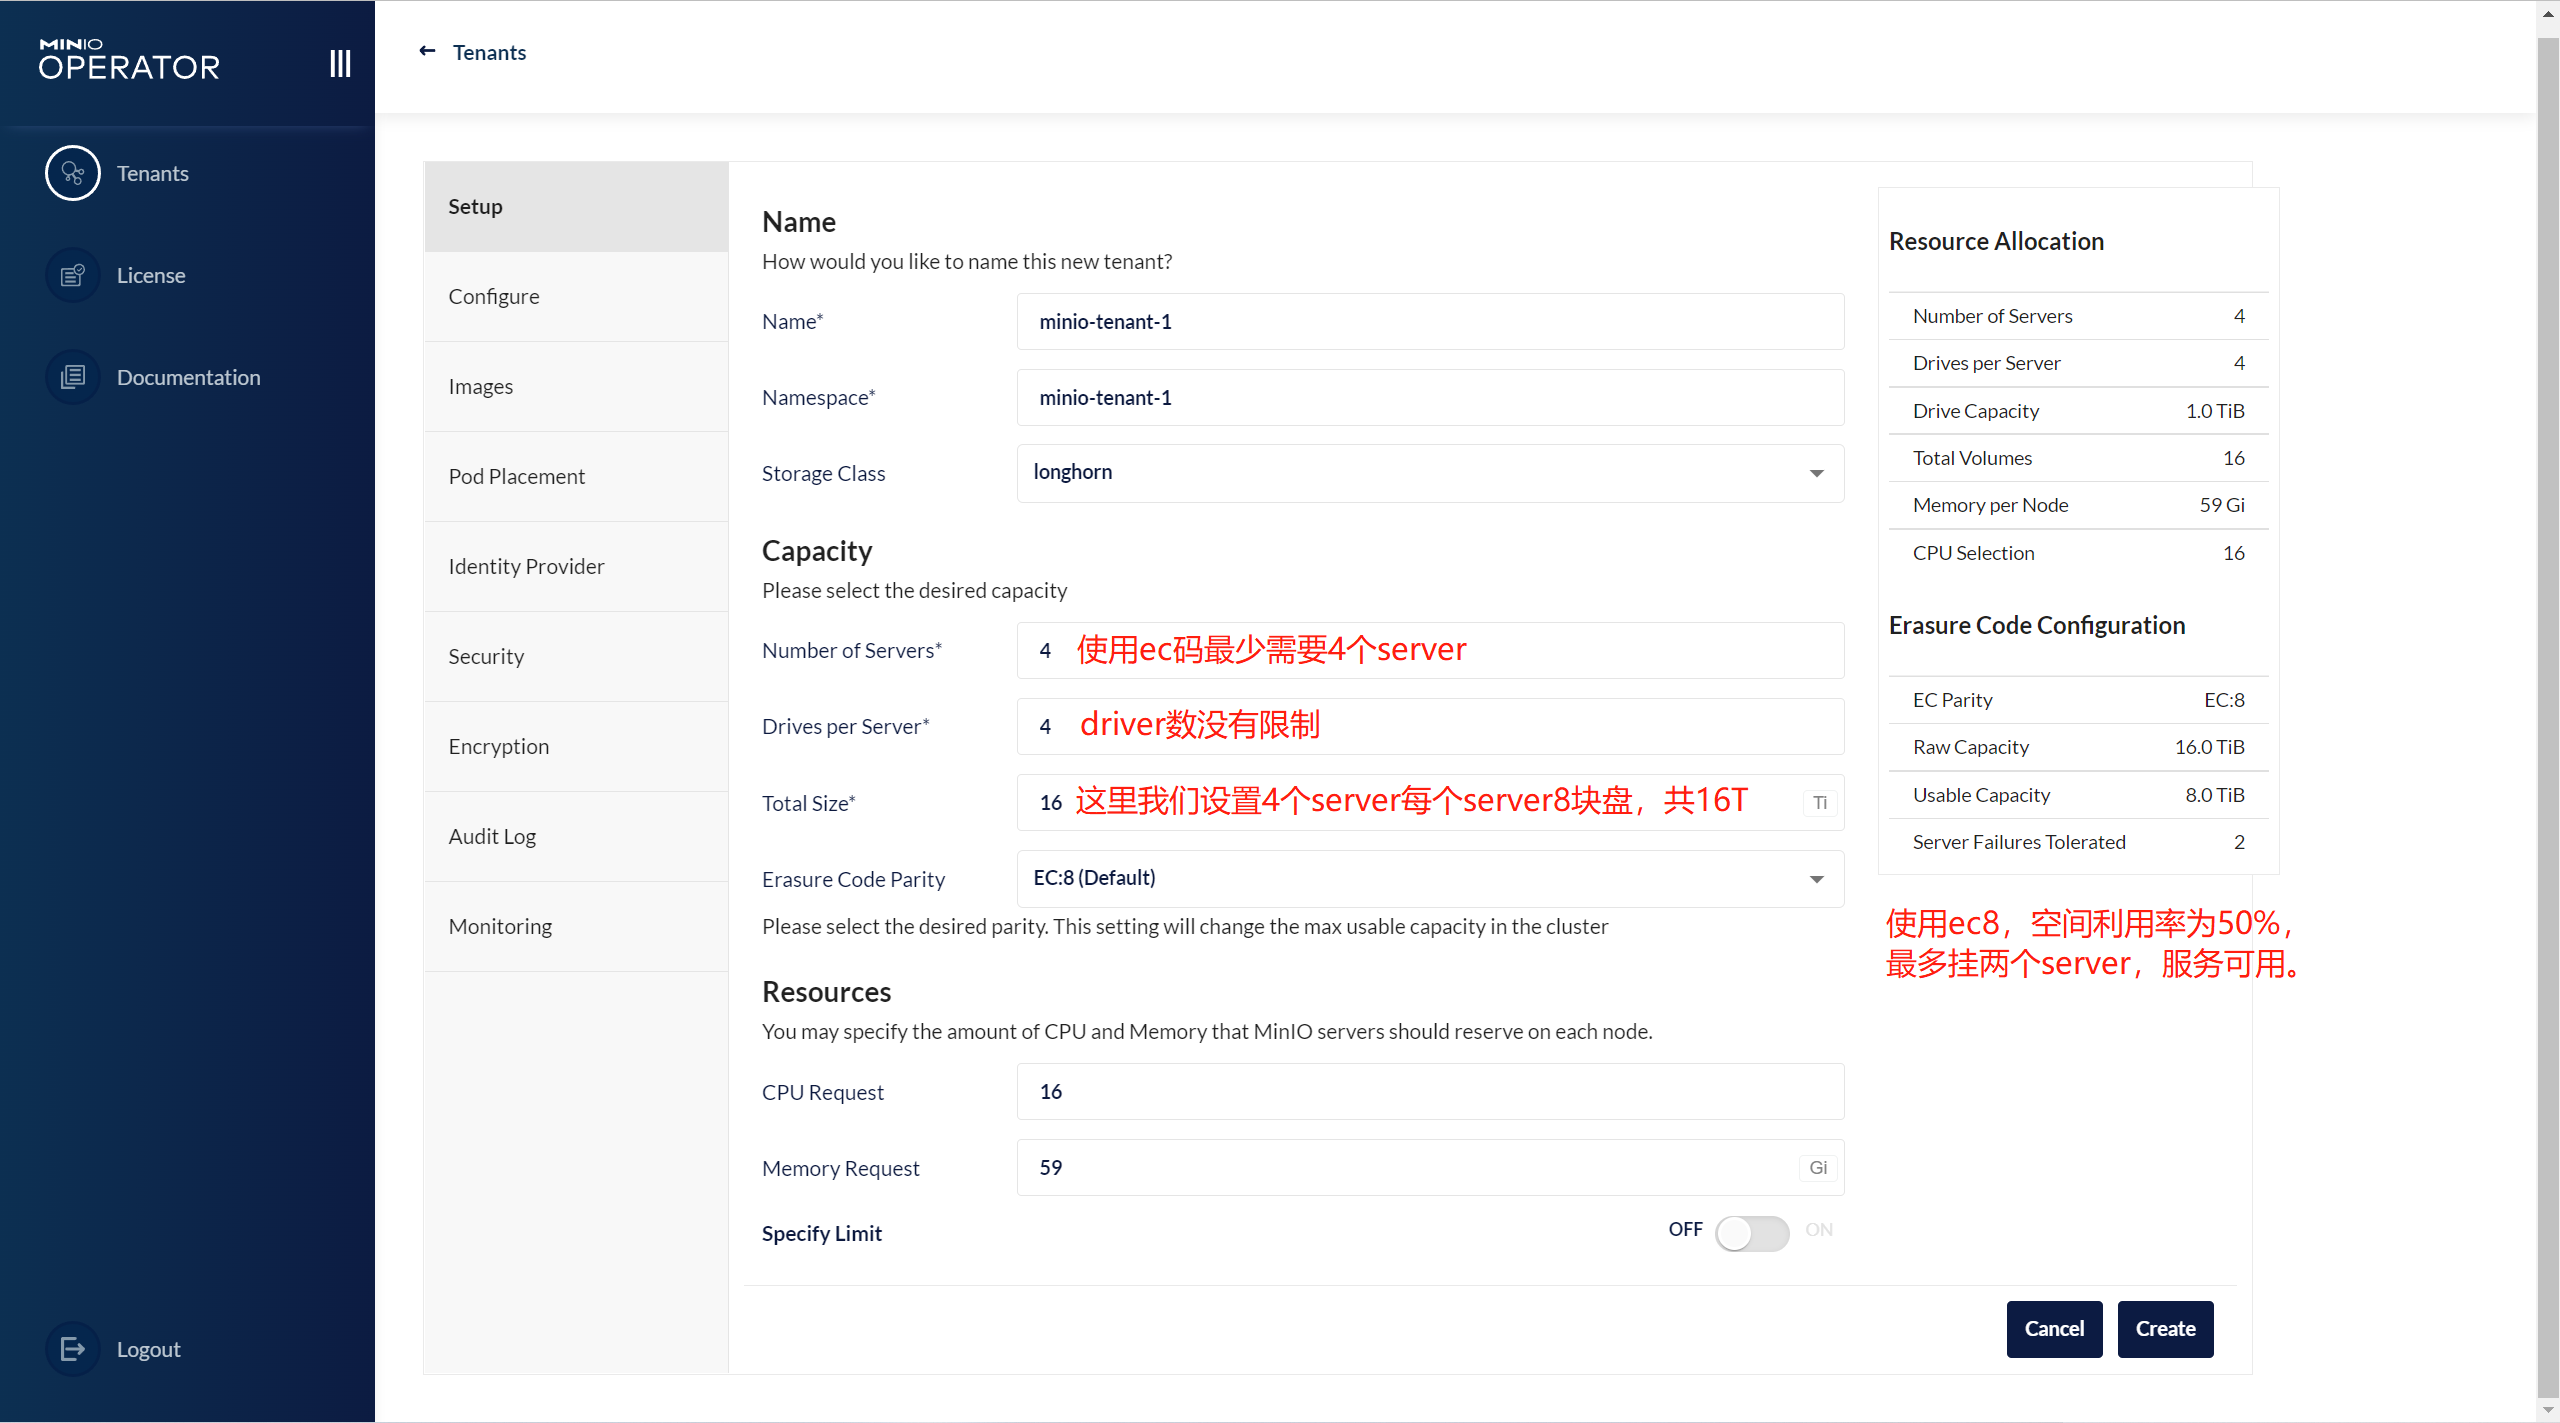 MINIO
OPERATOR
Tenants
License
Documentation
Logout
Tenants
Setup
Configure
Images
Pod Placement
Identity Provider
Security
Encryption
Audit Log
Monitoring
Name
How would you like to name this new tenant?
Name* minio-tenant-1
Namespace* minio-tenant-1
Storage Class longhorn
Capacity
Please select the desired capacity
Number of Servers* 4 使用ec码最少需要4个server
Drives per Server* 4 driver数没有限制
Total Size* 16 这里我们设置4个server每个server8块盘，共16T Ti
Erasure Code Parity EC:8 (Default)
Please select the desired parity. This setting will change the max usable capacity in the cluster
Resources
You may specify the amount of CPU and Memory that MinIO servers should reserve on each node.
CPU Request 16
Memory Request 59 Gi
Specify Limit OFF ON
Cancel Create
Resource Allocation
Number of Servers 4
Drives per Server 4
Drive Capacity 1.0 TiB
Total Volumes 16
Memory per Node 59 Gi
CPU Selection 16
Erasure Code Configuration
EC Parity EC:8
Raw Capacity 16.0 TiB
Usable Capacity 8.0 TiB
Server Failures Tolerated 2
使用ec8，空间利用率为50%，
最多挂两个server，服务可用。